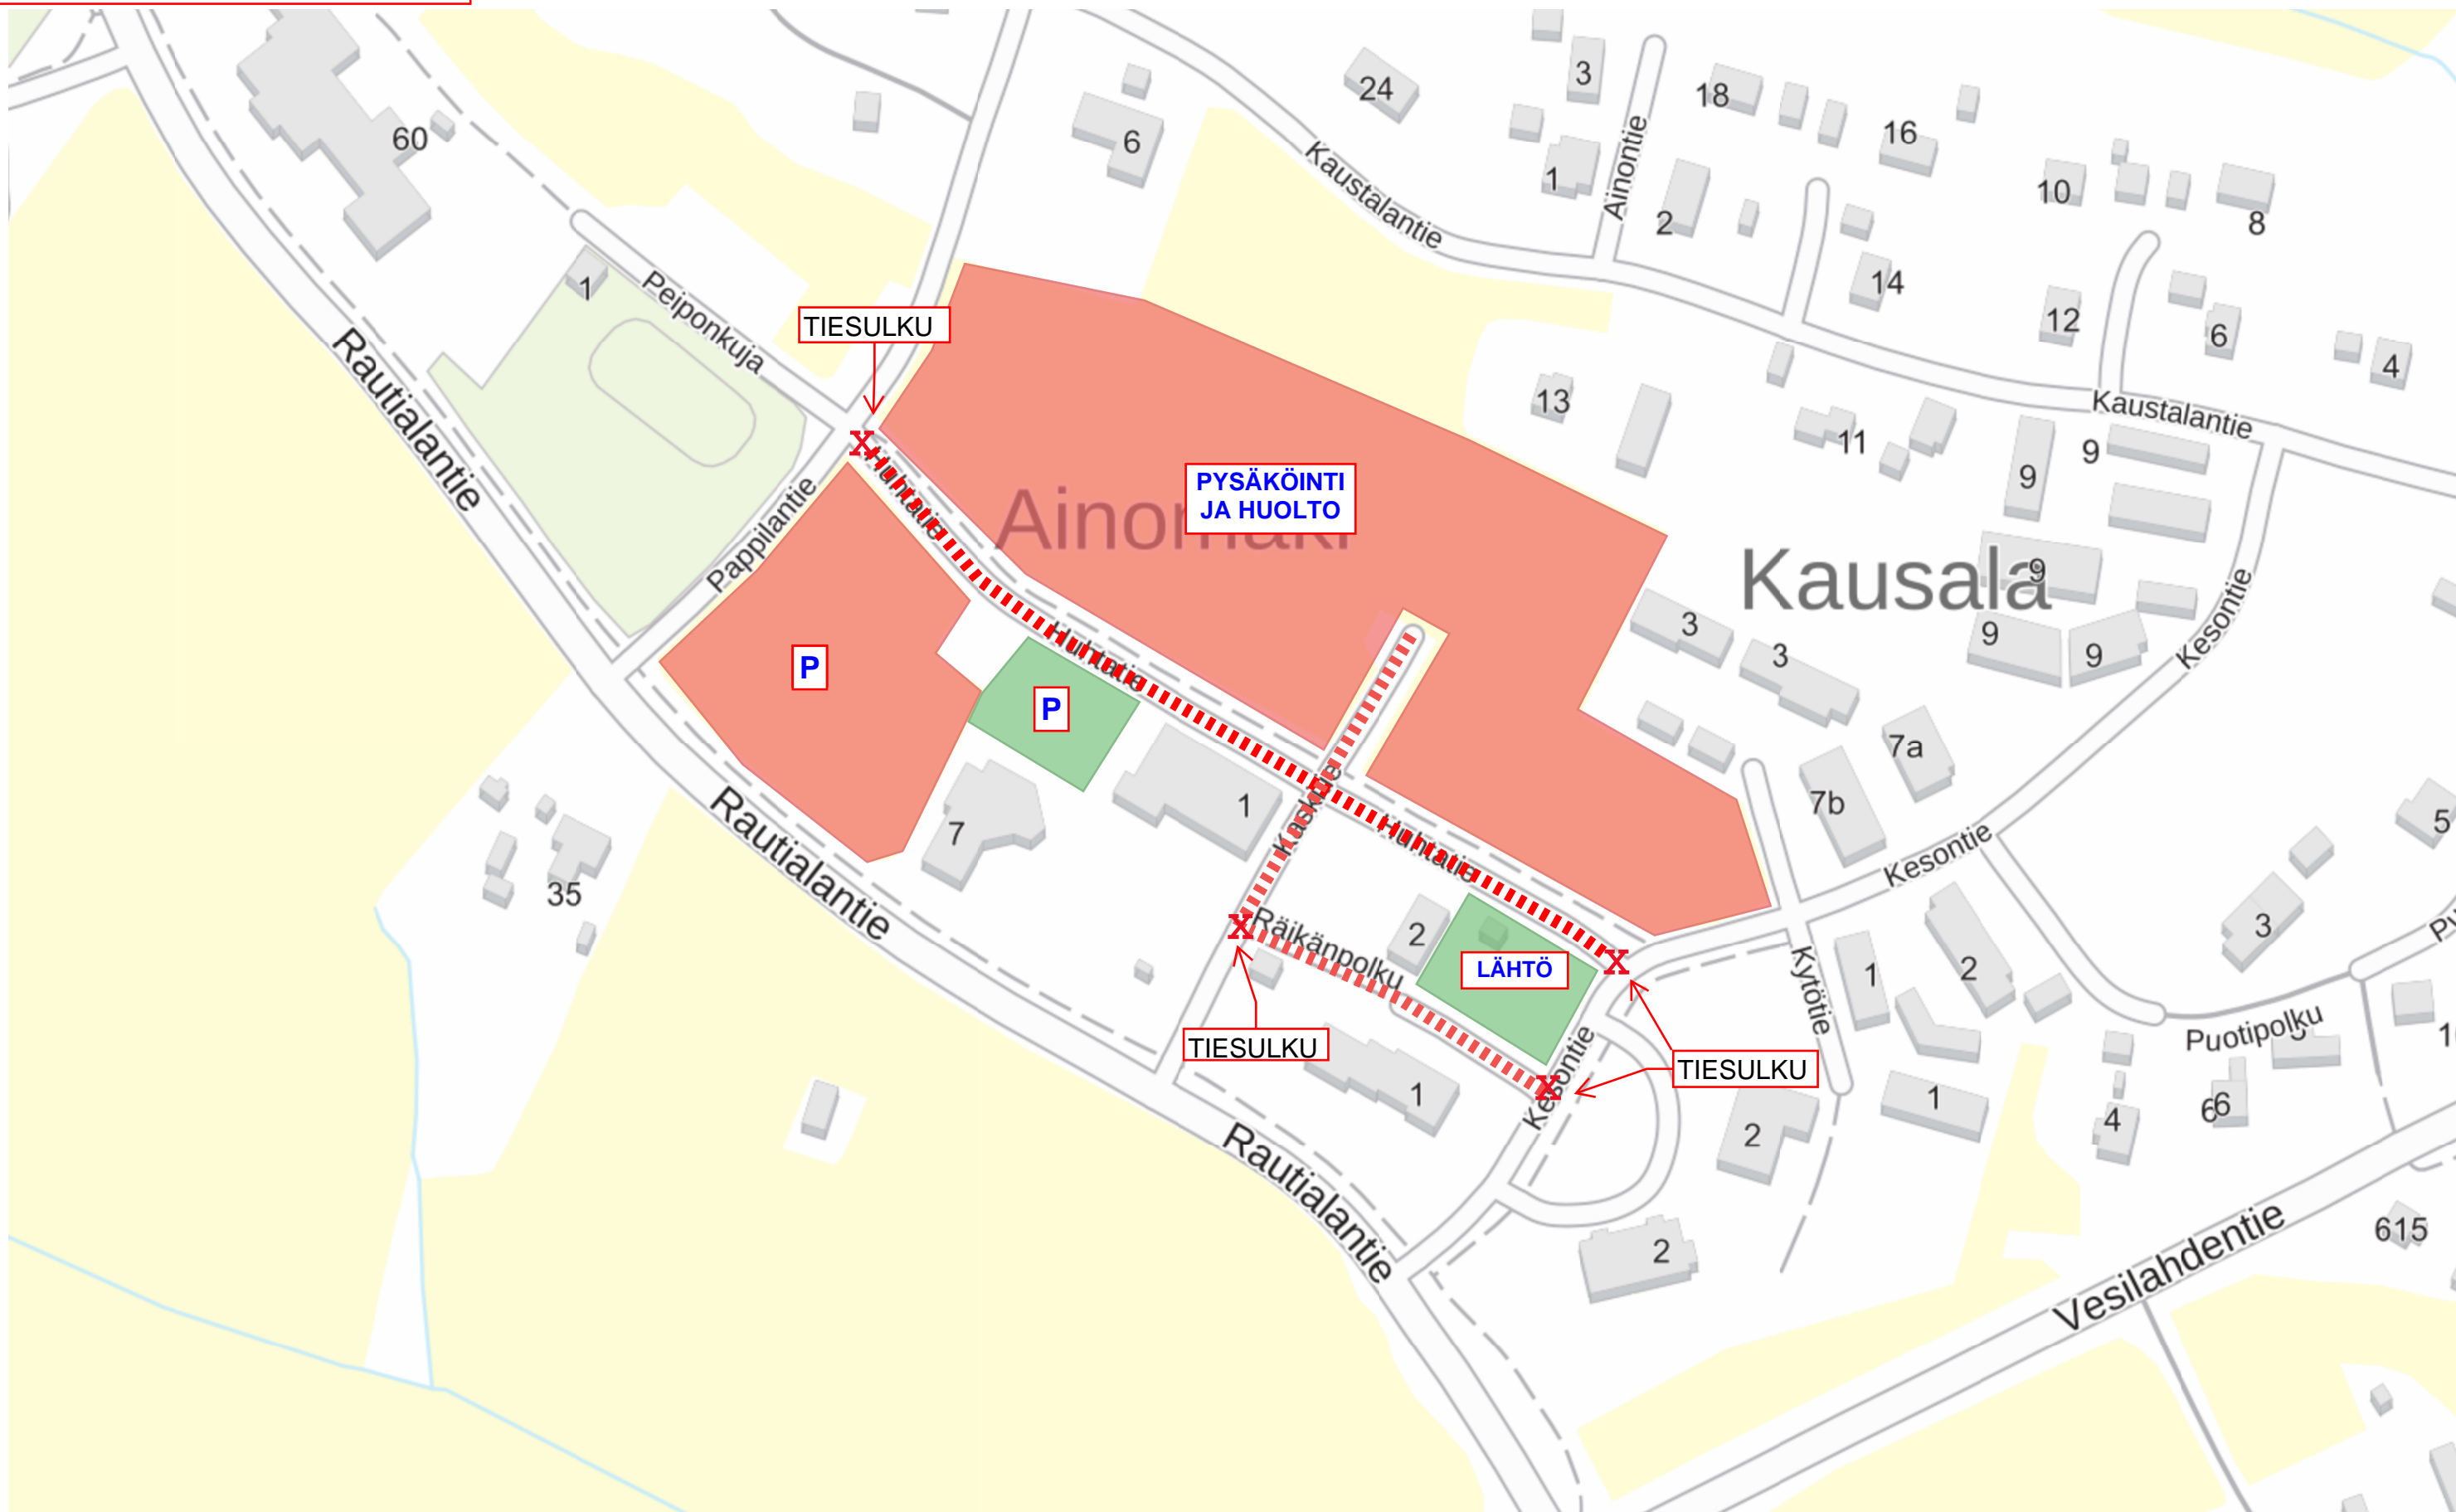 24
3
18
16
60
6
Kaustalantie
1
Ainontie
2
10
8
1
Peiponkuja
14
12
6
4
TIESULKU
Rautialantie
13
Kaustalantie
11
9
9
Huhtatie
PYSÄKÖINTI
JA HUOLTO
Pappilantie
Kausala
9
9
9
Kesontie
3
3
P
Huhtatie
P
7a
7b
1
7
Kaskitie
Huhtatie
Rautialantie
5
Kesontie
35
3
2
Räikänpolku
LÄHTÖ
Kytötie
1
2
Puotipolku
TIESULKU
TIESULKU
1
Kesontie
2
1
4
6
6
Rautialantie
2
615
Vesilahdentie